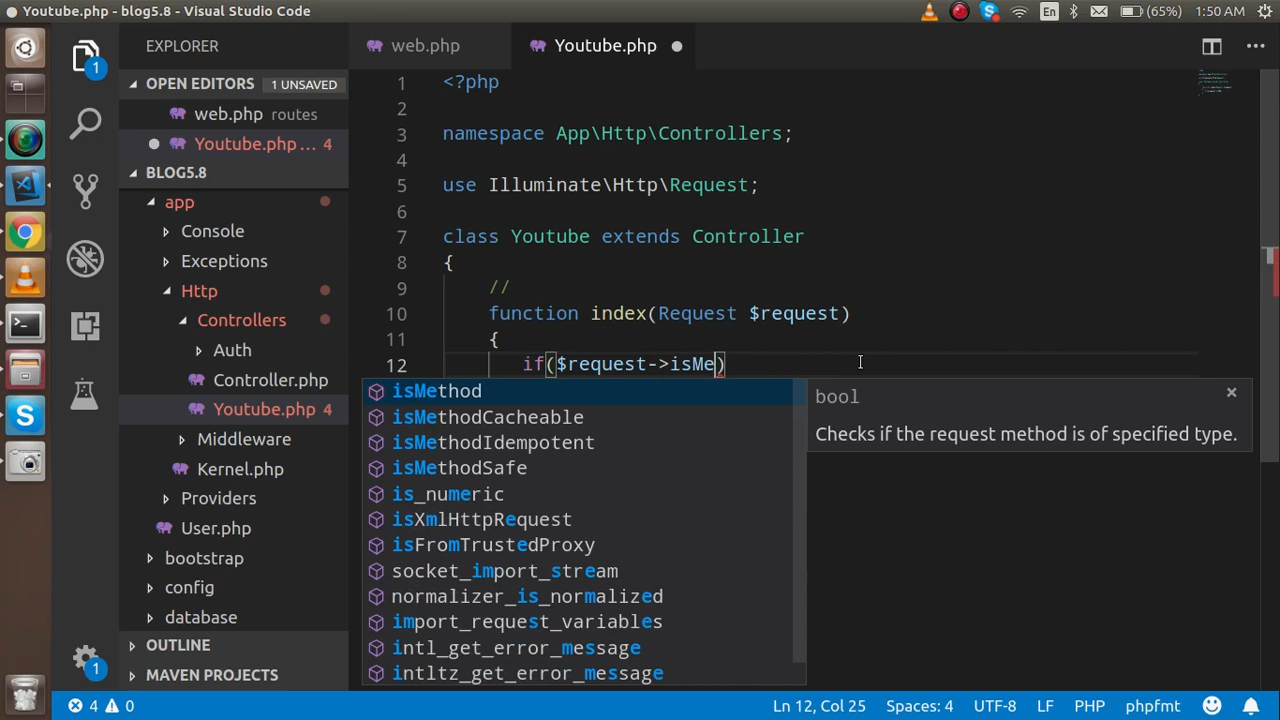 Youtube.php - blog5.8 - Visual Studio Code
En
(65%)
1:50 AM
1
EXPLORER
OPEN EDITORS 1 UNSAVED
web.php routes
Youtube.php ... 4
BLOG5.8
app
Console
Exceptions
Http
Controllers
Auth
Controller.php
Youtube.php 4
Middleware
Kernel.php
Providers
User.php
bootstrap
config
database
OUTLINE
MAVEN PROJECTS
1
web.php
Youtube.php
1 <?php
2
3 namespace App\Http\Controllers;
4
5 use Illuminate\Http\Request;
6
7 class Youtube extends Controller
8 {
9 //
10 function index(Request $request)
11 {
12 if($request->isMe)
isMethod
isMethodCacheable
isMethodIdempotent
isMethodSafe
is_numeric
isXmlHttpRequest
isFromTrustedProxy
socket_import_stream
normalizer_is_normalized
import_request_variables
intl_get_error_message
intltz_get_error_message
bool
Checks if the request method is of specified type.
4 0
Ln 12, Col 25
Spaces: 4
UTF-8
LF
PHP
phpfmt